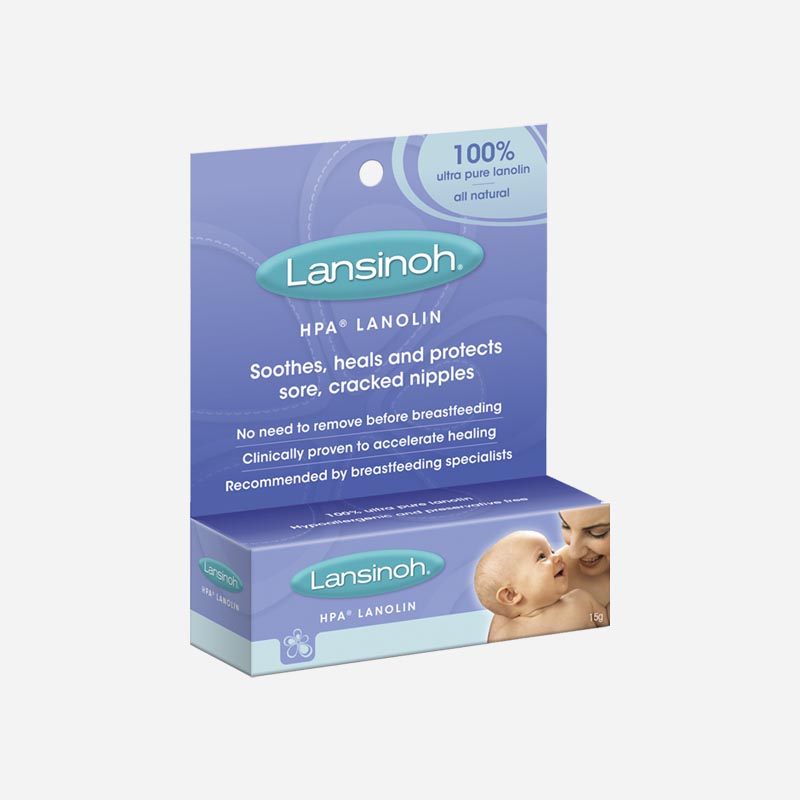 100%
ultra pure lanolin
all natural
Lansinoh®
HPA® LANOLIN
Soothes, heals and protects
sore, cracked nipples
No need to remove before breastfeeding
Clinically proven to accelerate healing
Recommended by breastfeeding specialists
100% ultra pure lanolin
Hypoallergenic and preservative free
Lansinoh®
HPA® LANOLIN
Lansinoh®
HPA® LANOLIN
15g